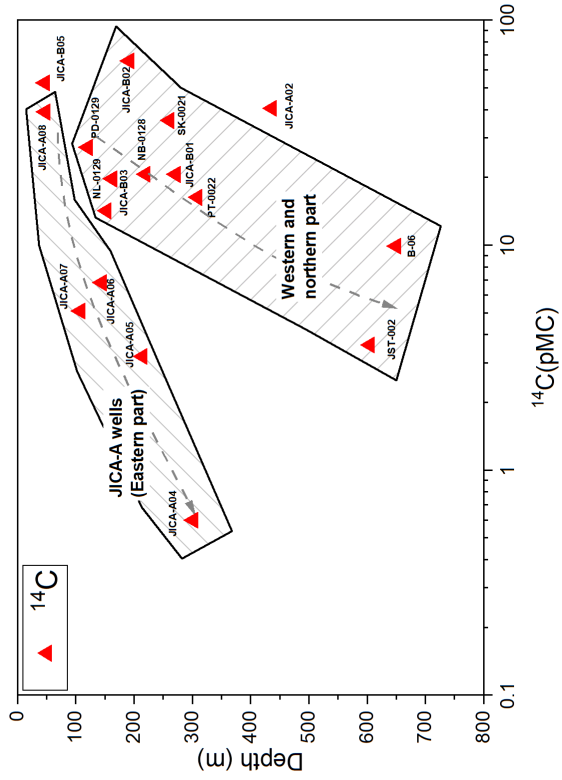 14C
0
100
200
300
400
500
600
700
800
Depth (m)
0.1
1
10
100
14C(pMC)
JICA-A wells
(Eastern part)
Western and
northern part
JICA-A04
JICA-A05
JICA-A06
JICA-A07
JICA-A08
JICA-B05
PD-0129
NL-0129
JICA-B03
JICA-B02
NB-0128
SK-0021
JICA-B01
PT-0022
JICA-A02
B-06
JST-002